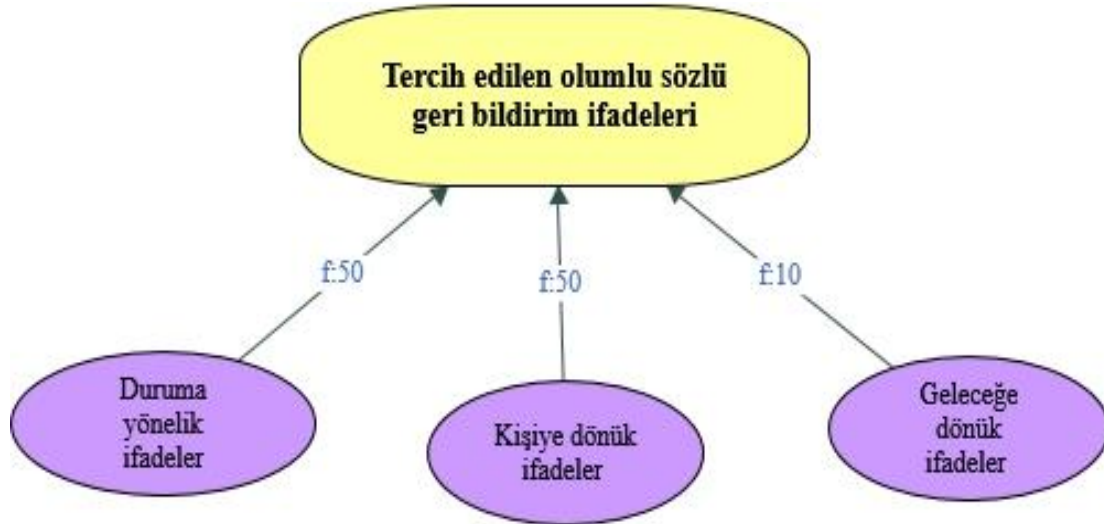 Tercih edilen olumlu sözlü
geri bildirim ifadeleri
f:50
f:50
f:10
Duruma
yönelik
ifadeler
Kişiye dönük
ifadeler
Geleceğe
dönük
ifadeler